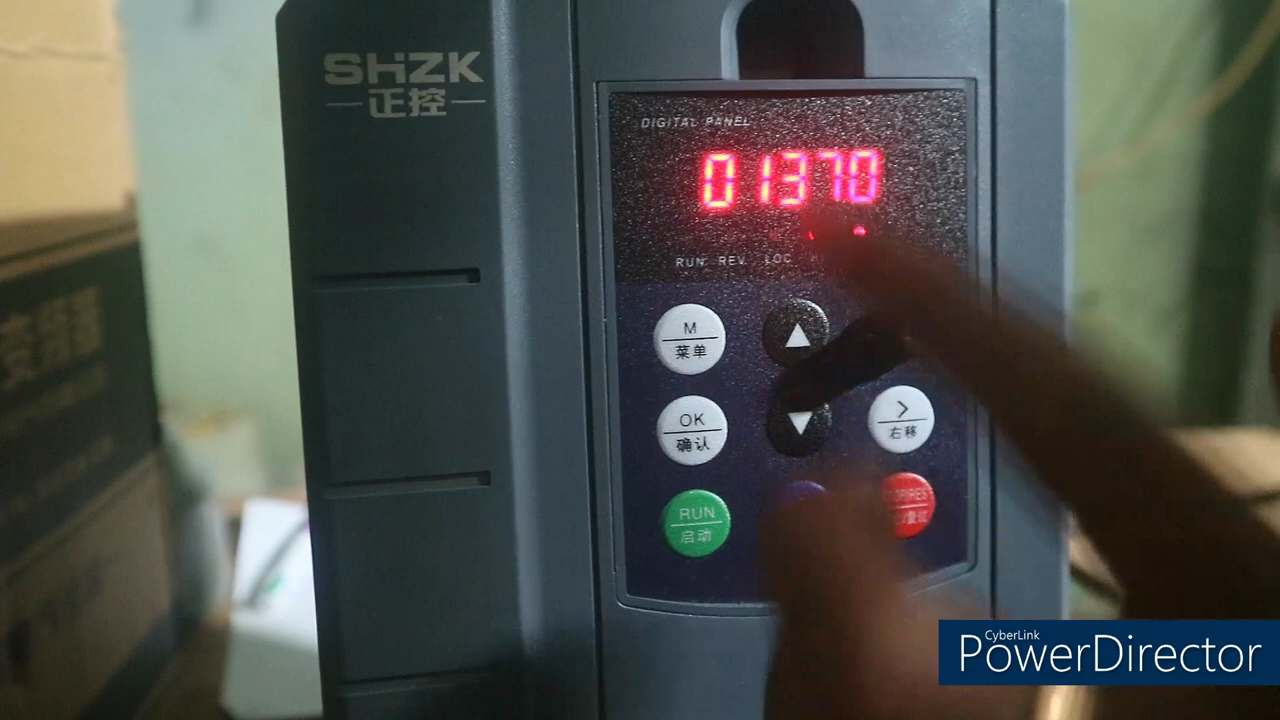 SHZK
正控
DIGITAL PANEL
01370
RUN REV LOC
M
菜单
▲
OK
确认
▼
>
右移
RUN
启动
CyberLink
PowerDirector